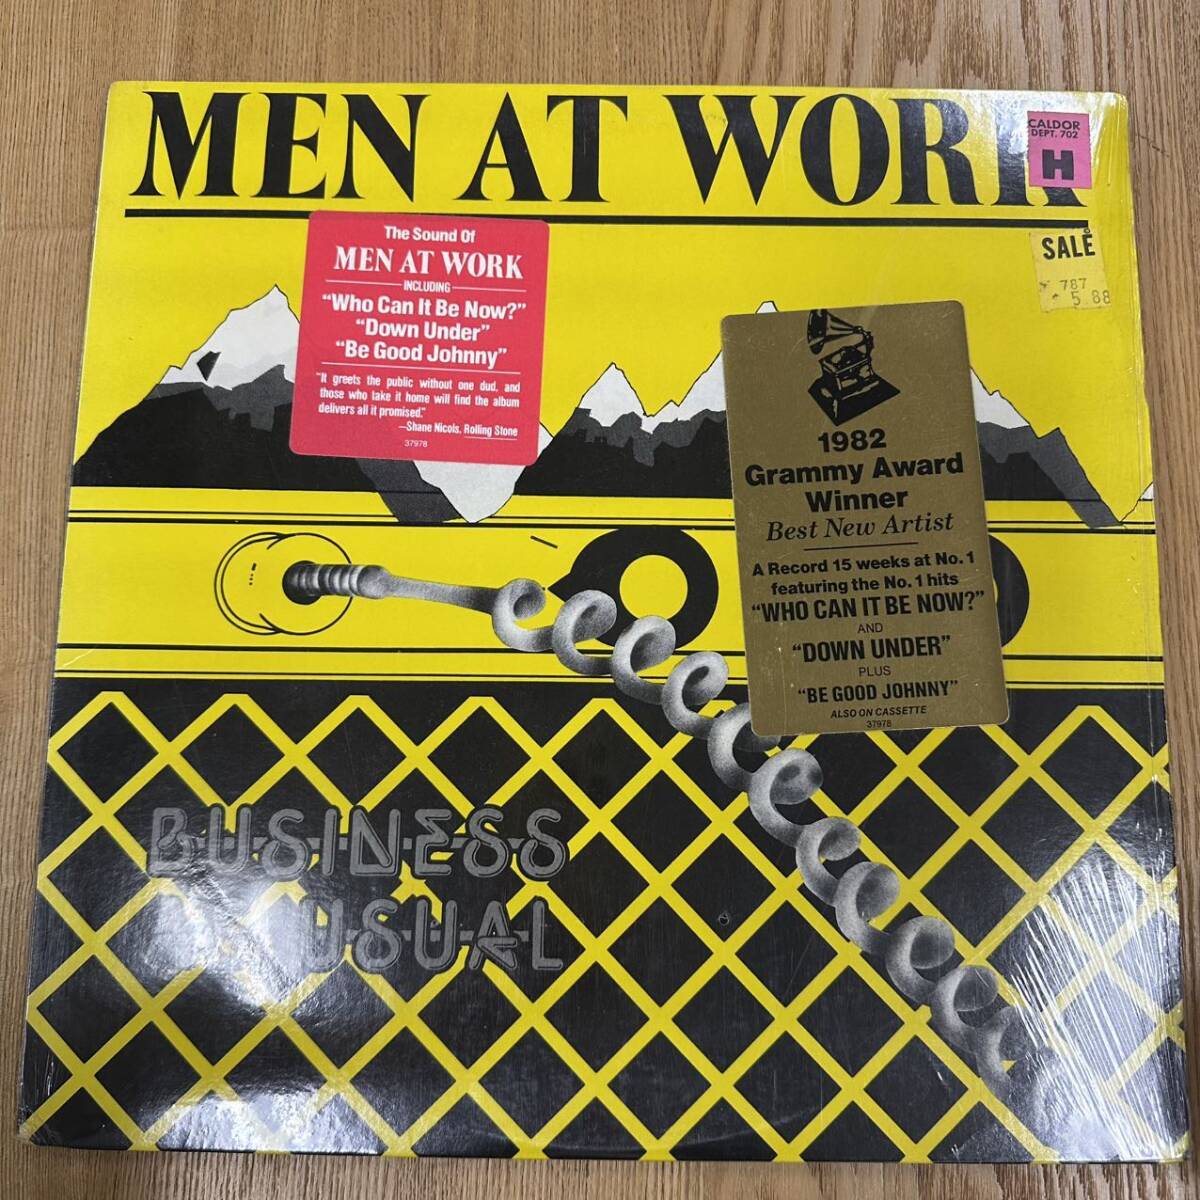 MEN AT WORK
CALDOR
DEPT. 702
H
SALE
787
5.88
The Sound Of
MEN AT WORK
INCLUDING
“Who Can It Be Now?”
“Down Under”
“Be Good Johnny”
“It greets the public without one dud, and
those who take it home will find the album
delivers all it promised.”
—Shane Nicols, Rolling Stone
37978
1982
Grammy Award
Winner
Best New Artist
A Record 15 weeks at No. 1
featuring the No. 1 hits
“WHO CAN IT BE NOW?”
AND
“DOWN UNDER”
PLUS
“BE GOOD JOHNNY”
ALSO ON CASSETTE
37978
BUSINESS
USUAL